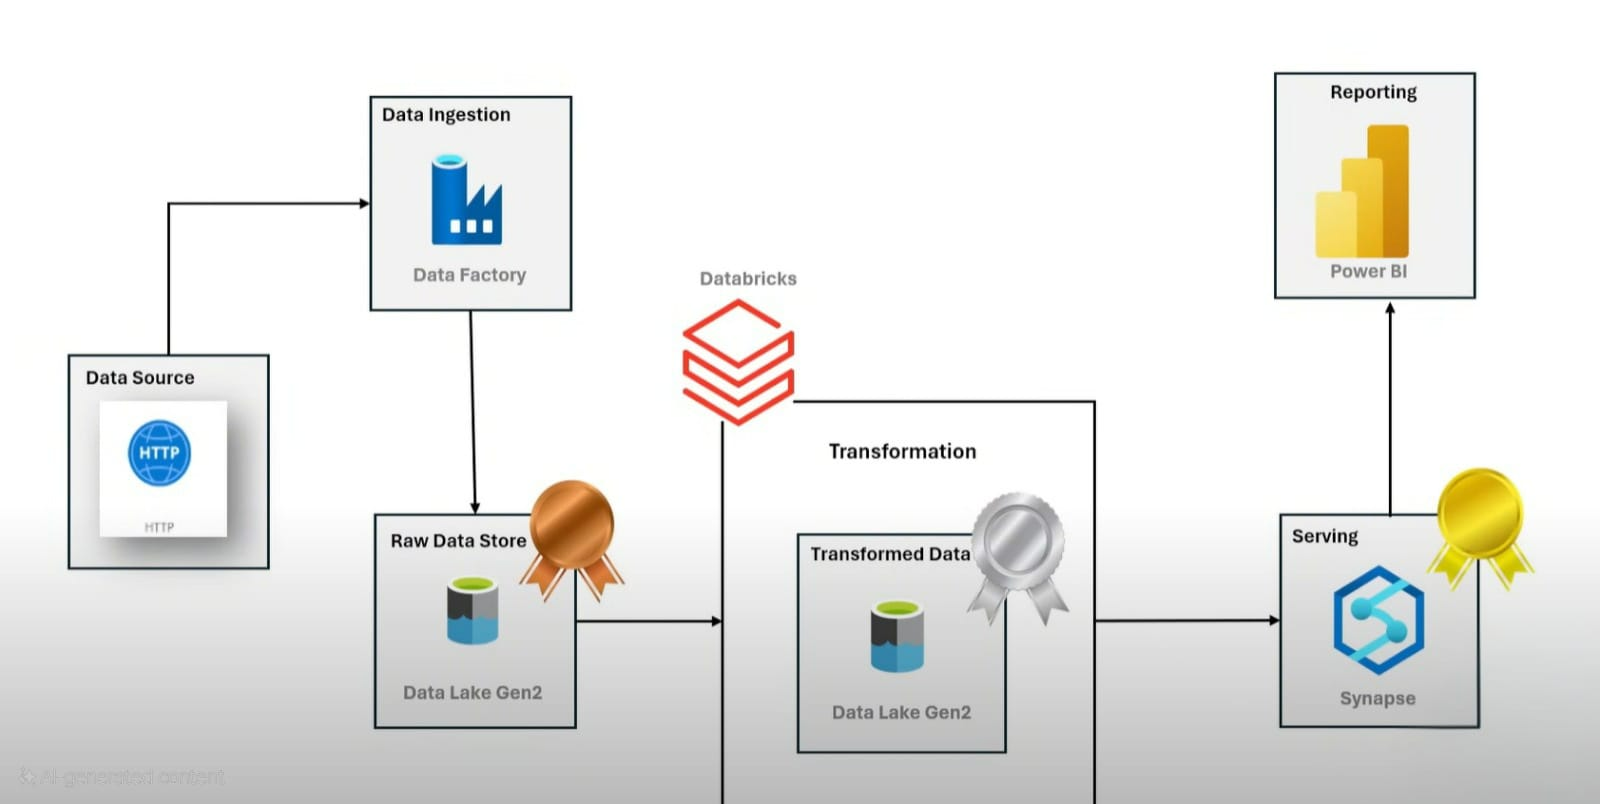 Data Ingestion
Data Factory
Reporting
Power BI
Databricks
Data Source
HTTP
HTTP
Transformation
Raw Data Store
Data Lake Gen2
Transformed Data
Data Lake Gen2
Serving
Synapse
AI-generated content